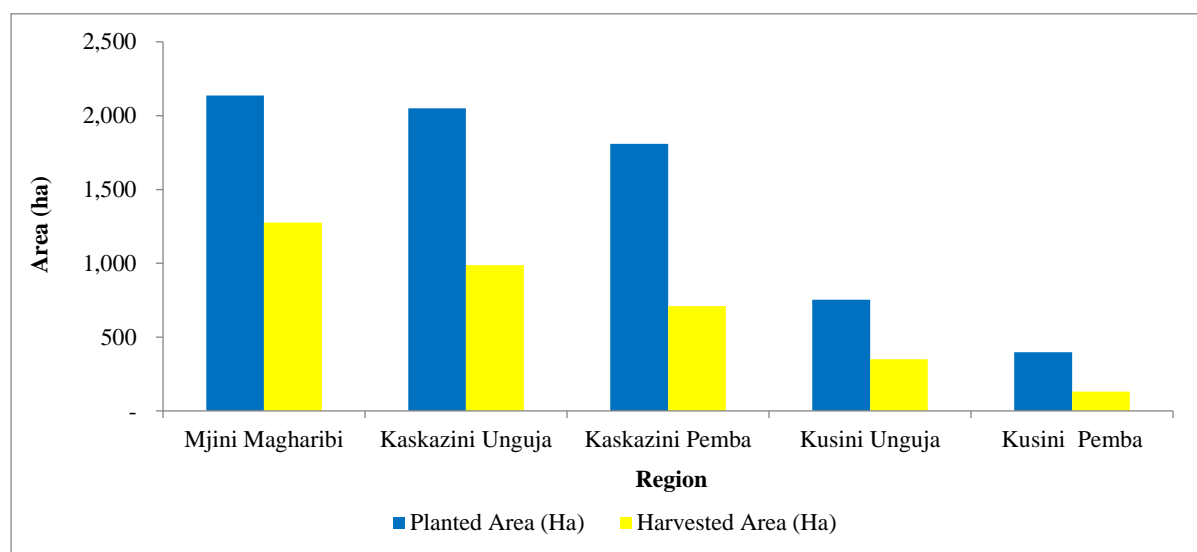 2,500
2,000
1,500
1,000
500
-
Area (ha)
Mjini Magharibi Kaskazini Unguja Kaskazini Pemba Kusini Unguja Kusini  Pemba
Region
Planted Area (Ha) Harvested Area (Ha)